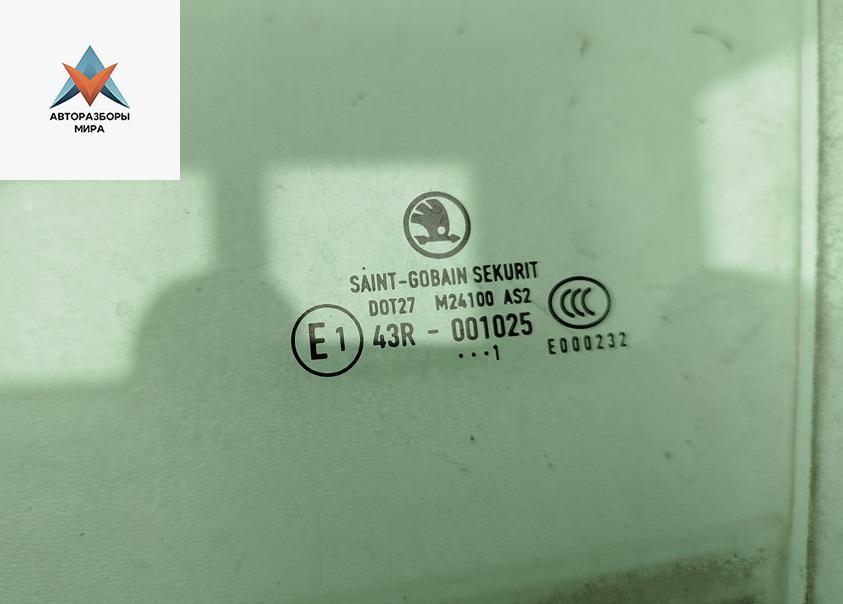 АВТОРАЗБОРЫ
МИРА
SAINT-GOBAIN SEKURIT
DOT27 M24100 AS2
E1 43R - 001025
...1
CCC
E000232